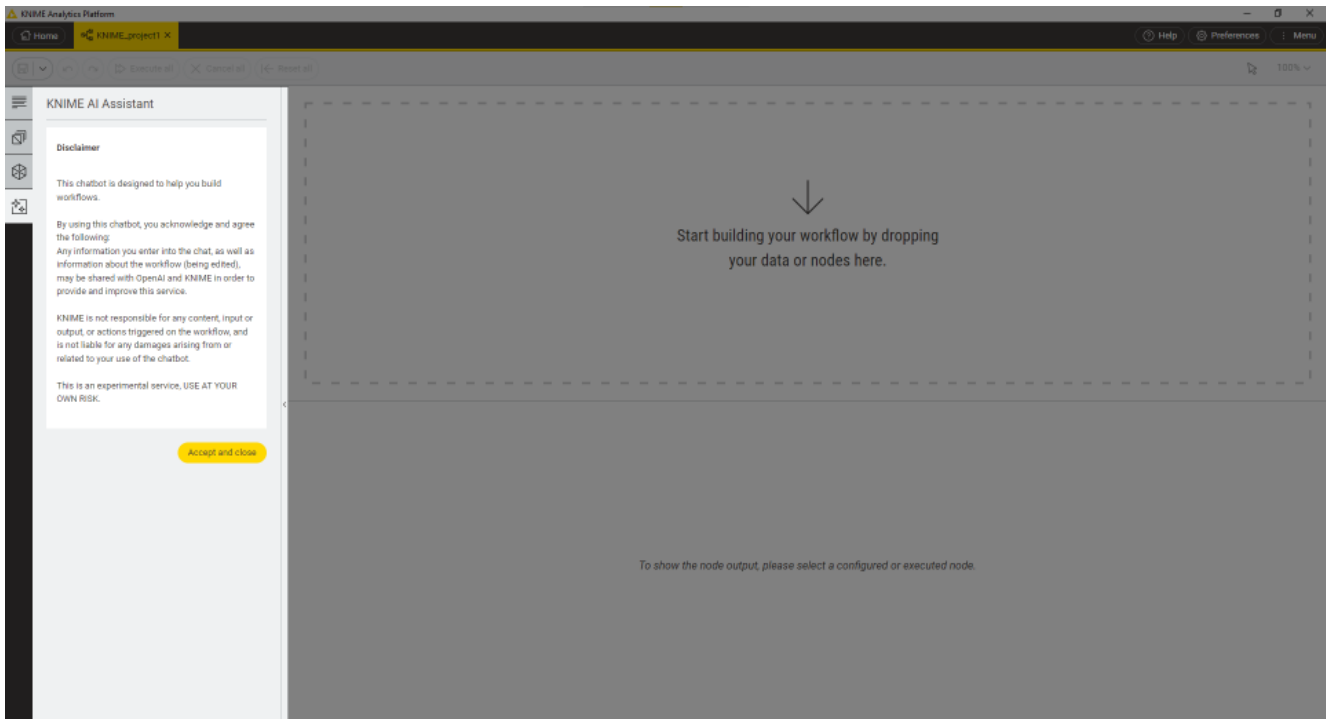 KNIME Analytics Platform
Home
KNIME_project1
Help
Preferences
Menu
Execute all
Cancel all
Reset all
100%
KNIME AI Assistant
Disclaimer
This chatbot is designed to help you build
workflows.
By using this chatbot, you acknowledge and agree
the following:
Any information you enter into the chat, as well as
information about the workflow (being edited),
may be shared with OpenAI and KNIME in order to
provide and improve this service.
KNIME is not responsible for any content, input or
output, or actions triggered on the workflow, and
is not liable for any damages arising from or
related to your use of the chatbot.
This is an experimental service, USE AT YOUR
OWN RISK.
Accept and close
Start building your workflow by dropping
your data or nodes here.
To show the node output, please select a configured or executed node.